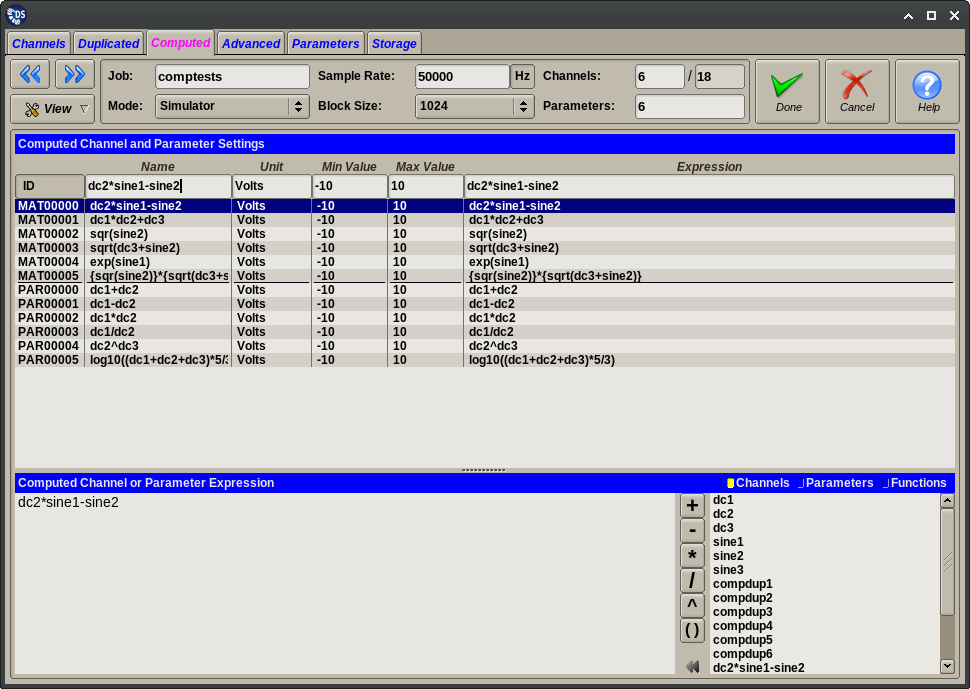 DS
Channels Duplicated Computed Advanced Parameters Storage
Job: comptests Sample Rate: 50000 Hz Channels: 6 / 18
View Mode: Simulator Block Size: 1024 Parameters: 6 Done Cancel Help
Computed Channel and Parameter Settings
Name Unit Min Value Max Value Expression
ID dc2*sine1-sine2 Volts -10 10 dc2*sine1-sine2
MAT00000 dc2*sine1-sine2 Volts -10 10 dc2*sine1-sine2
MAT00001 dc1*dc2+dc3 Volts -10 10 dc1*dc2+dc3
MAT00002 sqr(sine2) Volts -10 10 sqr(sine2)
MAT00003 sqrt(dc3+sine2) Volts -10 10 sqrt(dc3+sine2)
MAT00004 exp(sine1) Volts -10 10 exp(sine1)
MAT00005 {sqr(sine2)}*{sqrt(dc3+s Volts -10 10 {sqr(sine2)}*{sqrt(dc3+sine2)}
PAR00000 dc1+dc2 Volts -10 10 dc1+dc2
PAR00001 dc1-dc2 Volts -10 10 dc1-dc2
PAR00002 dc1*dc2 Volts -10 10 dc1*dc2
PAR00003 dc1/dc2 Volts -10 10 dc1/dc2
PAR00004 dc2^dc3 Volts -10 10 dc2^dc3
PAR00005 log10((dc1+dc2+dc3)*5/3 Volts -10 10 log10((dc1+dc2+dc3)*5/3)
Computed Channel or Parameter Expression Channels Parameters Functions
dc2*sine1-sine2
+
-
*
/
^
( )
dc1
dc2
dc3
sine1
sine2
sine3
compdup1
compdup2
compdup3
compdup4
compdup5
compdup6
dc2*sine1-sine2